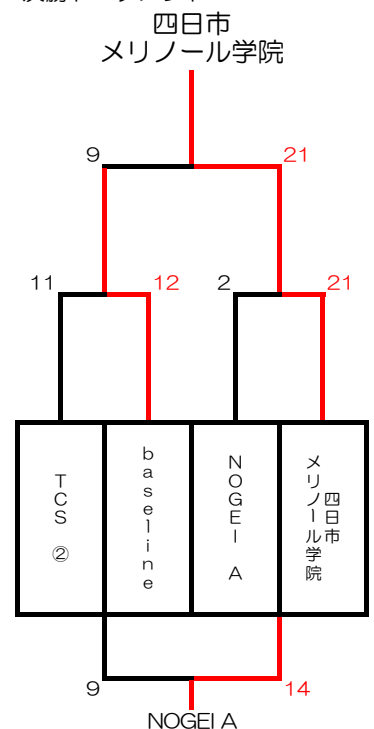 四日市
メリノール学院
9
21
11
12
2
21
TCS ②
baseline
NOGEI A
四日市
メリノール学院
9
14
NOGEI A